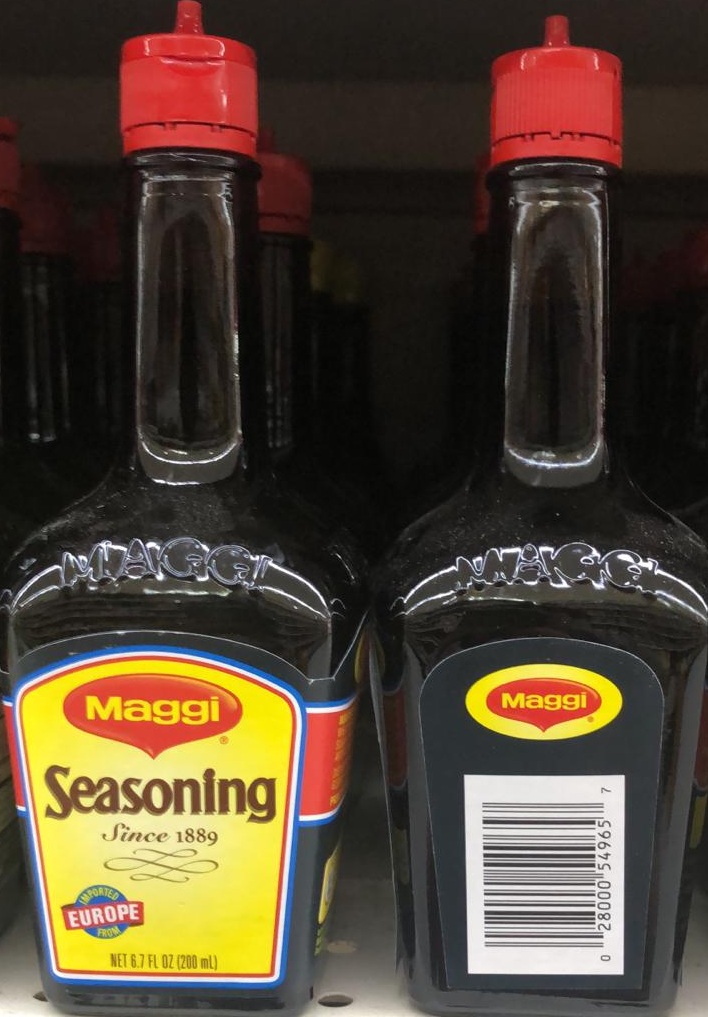 MAGGI
Maggi®
Seasoning
Since 1889
IMPORTED
EUROPE
FROM
NET 6.7 FL OZ (200 mL)
MAGGI
Maggi®
0 28000 54965 7